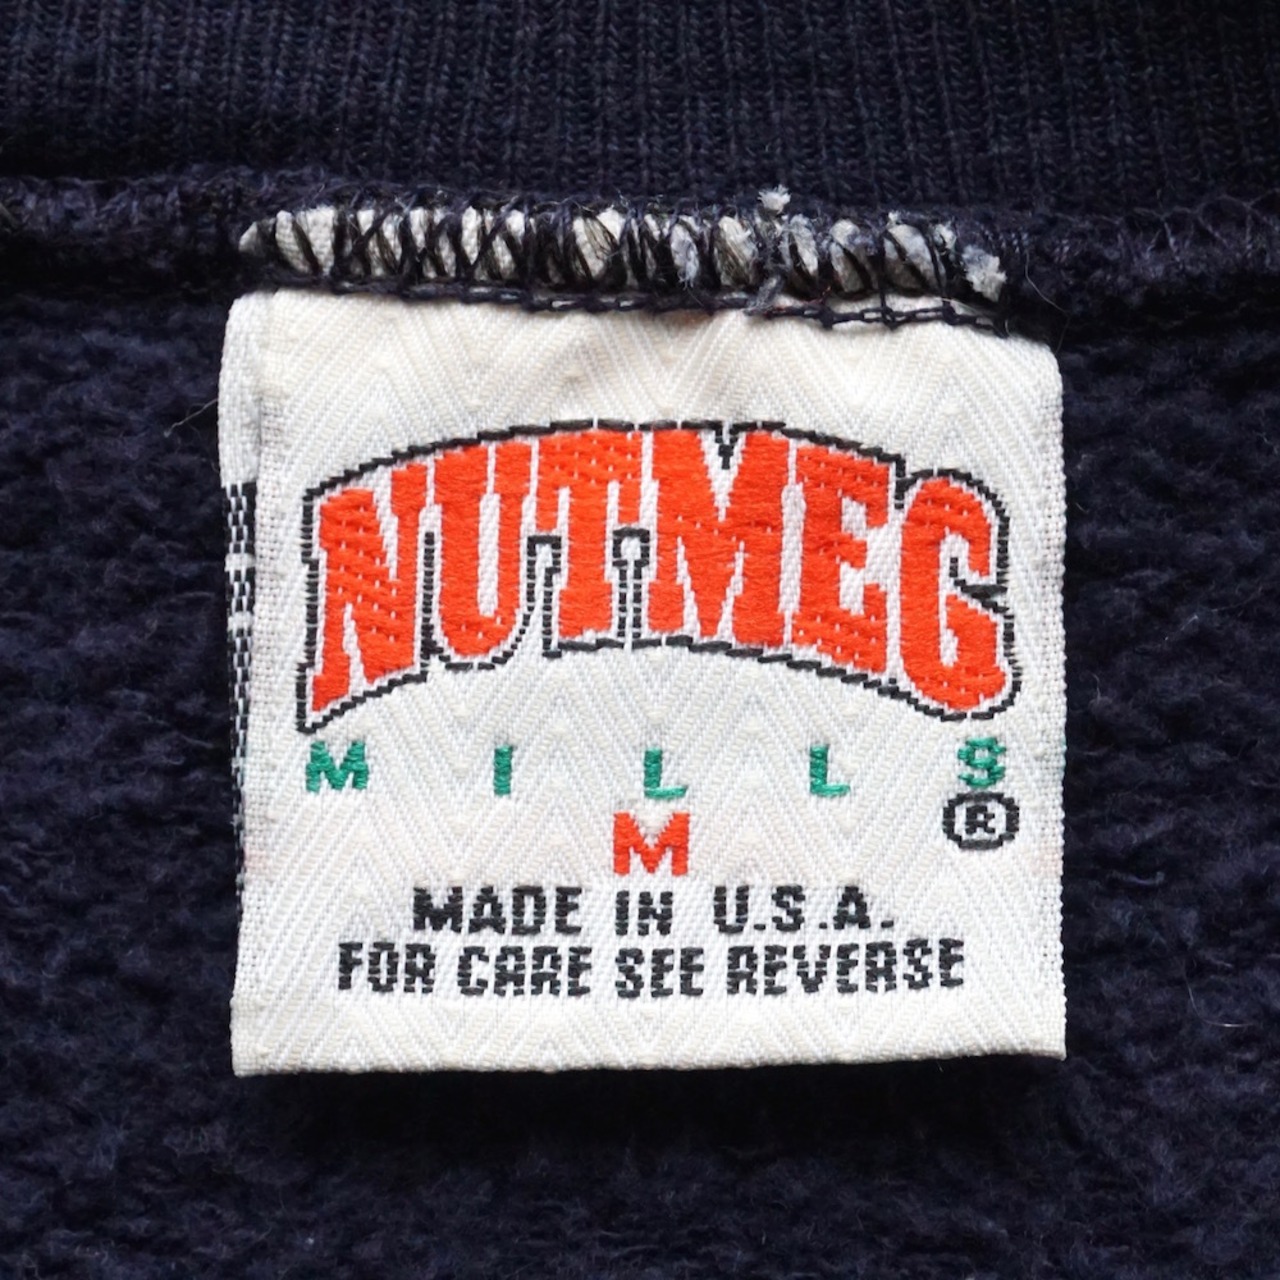 NUTMEG
MILLS
®
M
MADE IN U.S.A.
FOR CARE SEE REVERSE